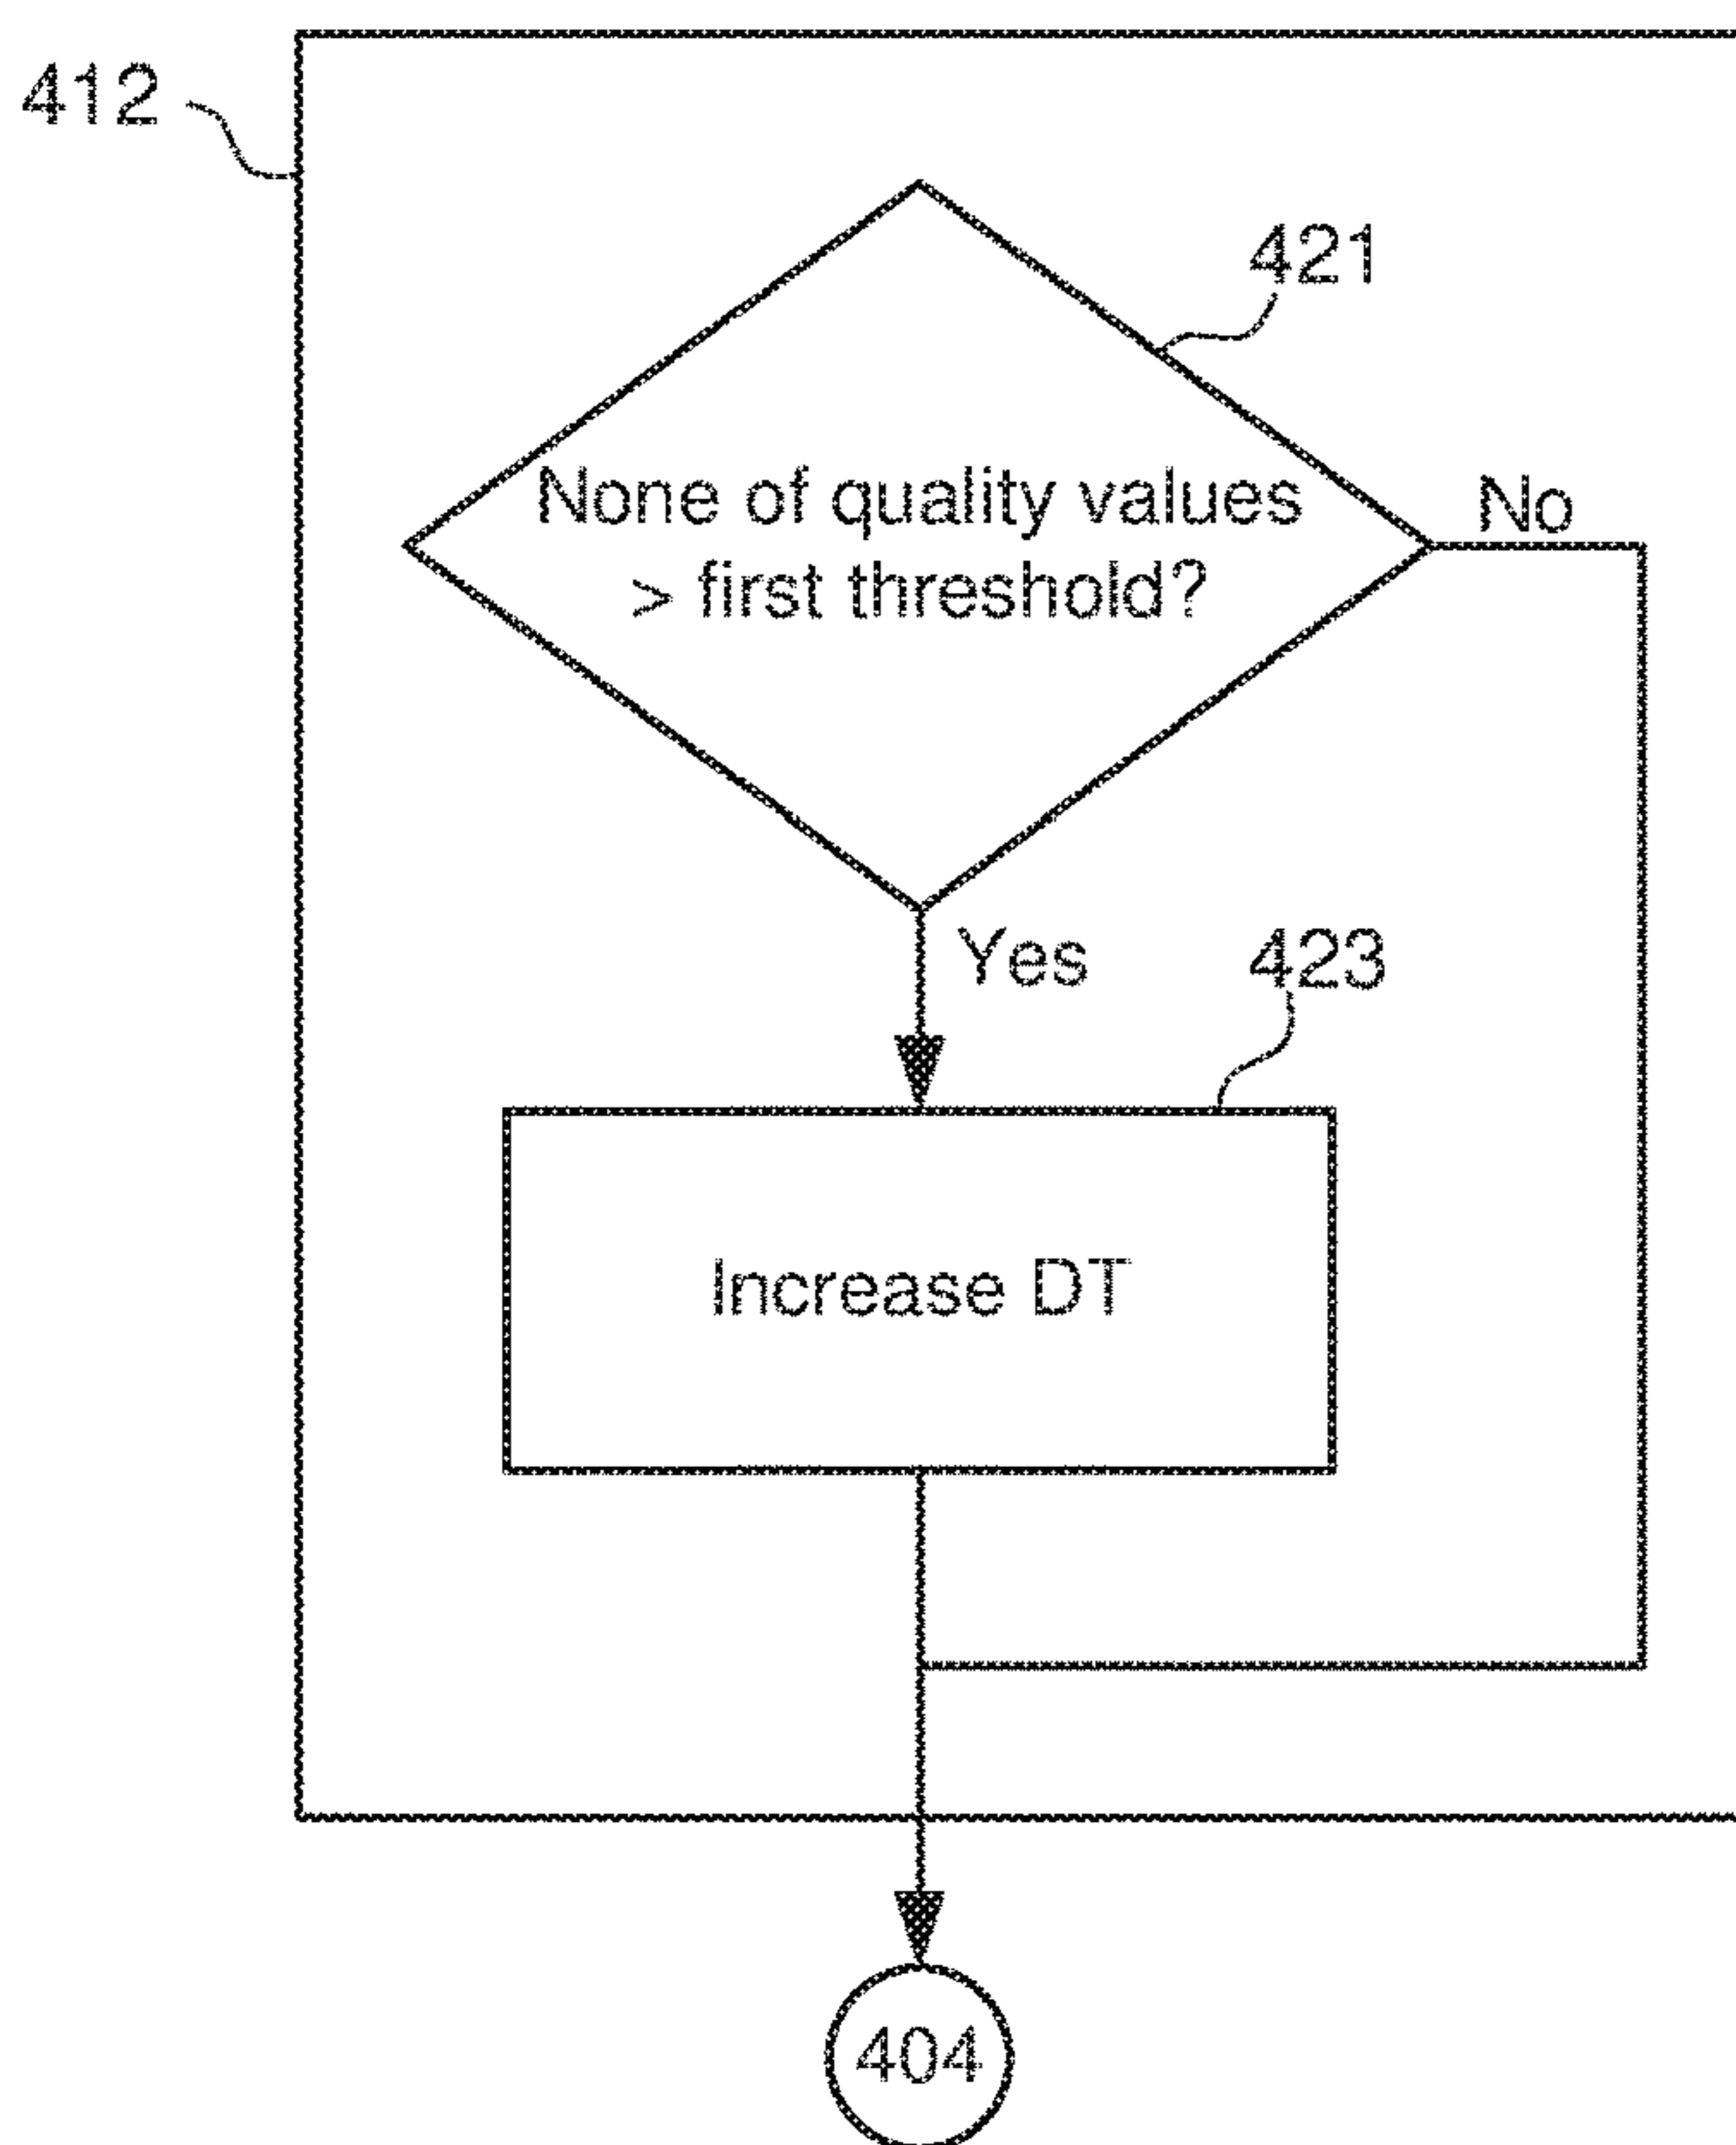 412
421
None of quality values
> first threshold?
No
Yes
423
Increase DT
404